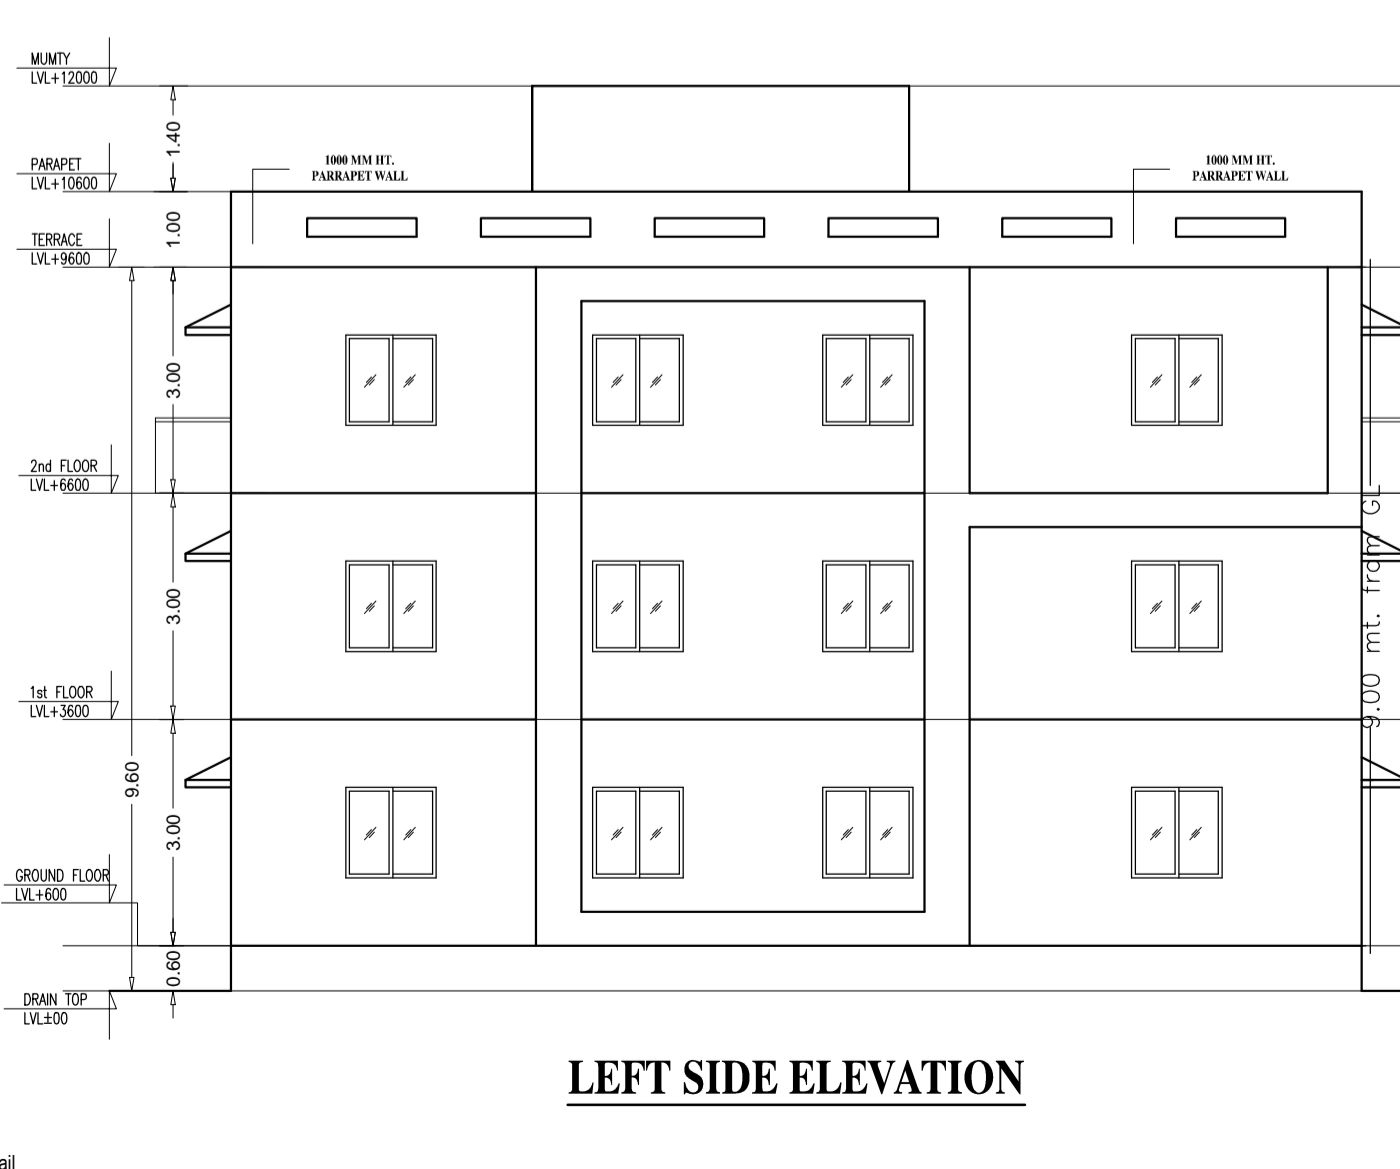 MUMTY
LVL+12000
1.40
PARAPET
LVL+10600
1000 MM HT.
PARRAPET WALL
1000 MM HT.
PARRAPET WALL
1.00
TERRACE
LVL+9600
3.00
2nd FLOOR
LVL+6600
9.00 mt. from GL
3.00
1st FLOOR
LVL+3600
9.60
3.00
GROUND FLOOR
LVL+600
0.60
DRAIN TOP
LVL±00
LEFT SIDE ELEVATION
ail